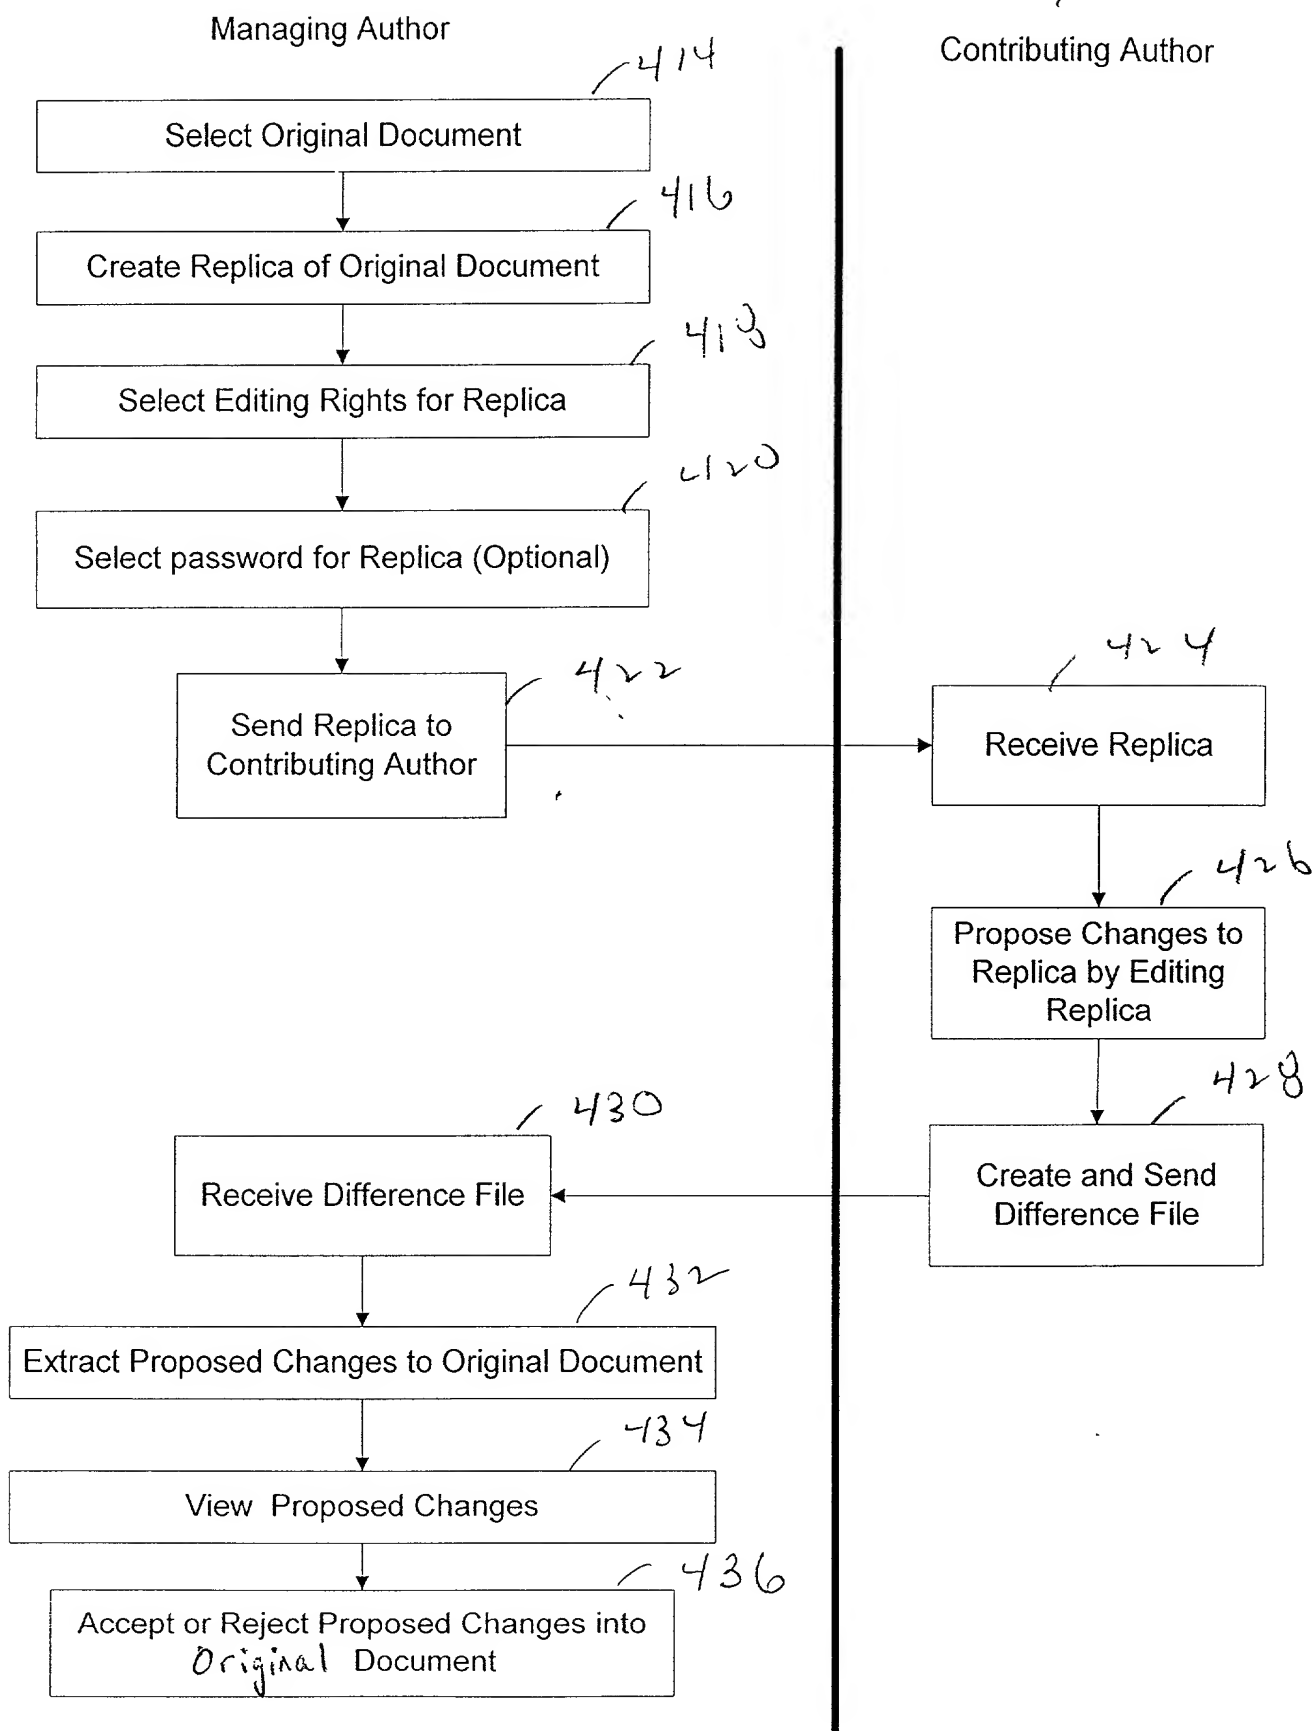 Managing Author
Contributing Author
414
Select Original Document
416
Create Replica of Original Document
418
Select Editing Rights for Replica
420
Select password for Replica (Optional)
422
Send Replica to
Contributing Author
424
Receive Replica
426
Propose Changes to
Replica by Editing
Replica
428
Create and Send
Difference File
430
Receive Difference File
432
Extract Proposed Changes to Original Document
434
View Proposed Changes
436
Accept or Reject Proposed Changes into
Original Document